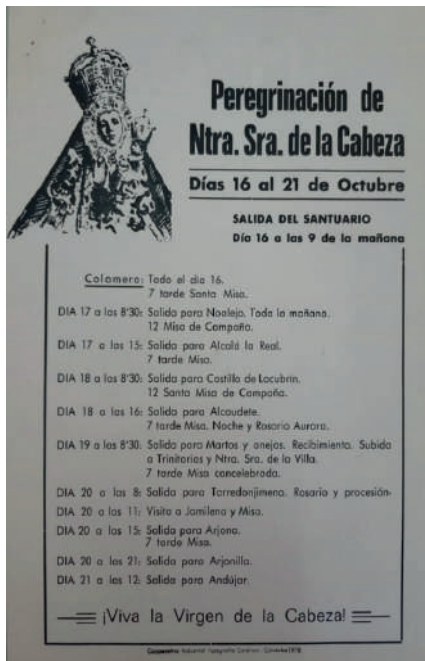 Peregrinación de
Ntra. Sra. de la Cabeza
Días 16 al 21 de Octubre
SALIDA DEL SANTUARIO
Día 16 a las 9 de la mañana
Colomera: Todo el dia 16.
7 tarde Santa Misa.
DIA 17 a las 8'30: Salida para Noalejo. Toda la mañana.
12 Misa de Campaña.
DIA 17 a las 15: Salida para Alcalá la Real.
7 tarde Misa.
DIA 18 a las 8'30: Salida para Castillo de Locubrin.
12 Santa Misa de Campaña.
DIA 18 a las 16: Salida para Alcaudete.
7 tarde Misa. Noche y Rosario Aurora.
DIA 19 a las 8'30: Salida para Martos y anejos. Recibimiento. Subida
a Trinitarias y Ntra. Sra. de la Villa.
7 tarde Misa concelebrada.
DIA 20 a las 8: Salida para Torredonjimeno. Rosario y procesión.
DIA 20 a las 11: Visita a Jamilena y Misa.
DIA 20 a las 15: Salida para Arjona.
7 tarde Misa.
DIA 20 a las 21: Salida para Arjonilla.
DIA 21 a las 12: Salida para Andújar.
¡Viva la Virgen de la Cabeza!
Cooperativa Industrial Tipografía